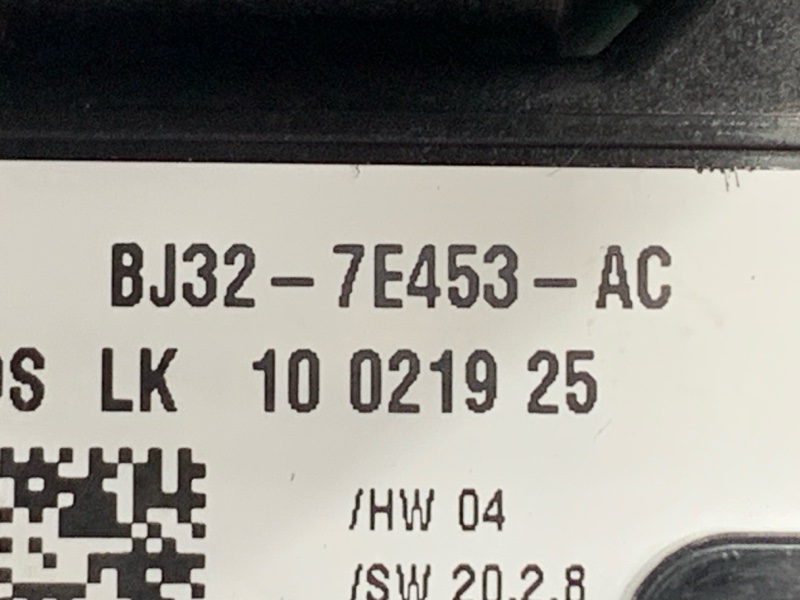 BJ32-7E453-AC
LK 10 0219 25
/HW 04
/SW 20.2.8